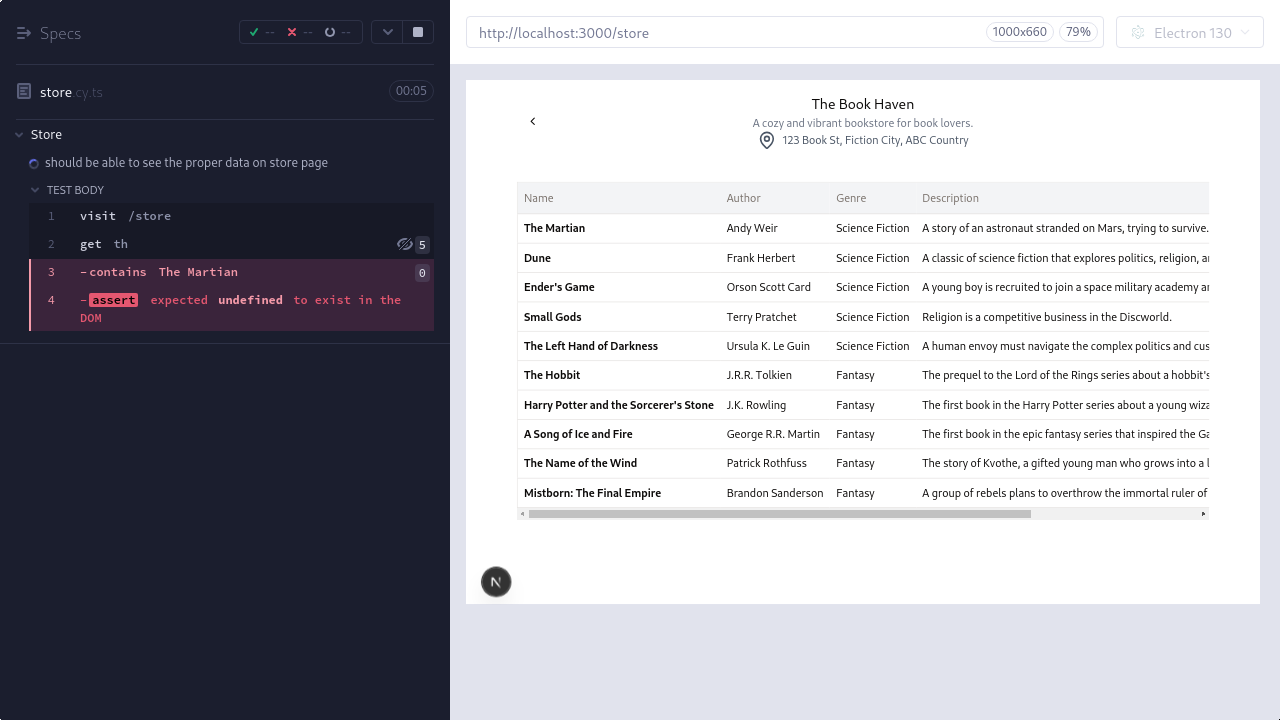 Specs
-- -- --
store.cy.ts 00:05
Store
should be able to see the proper data on store page
TEST BODY
1 visit /store
2 get th 5
3 -contains The Martian 0
4 -assert expected undefined to exist in the
DOM
http://localhost:3000/store 1000x660 79% Electron 130
The Book Haven
A cozy and vibrant bookstore for book lovers.
123 Book St, Fiction City, ABC Country
Name Author Genre Description
The Martian Andy Weir Science Fiction A story of an astronaut stranded on Mars, trying to survive.
Dune Frank Herbert Science Fiction A classic of science fiction that explores politics, religion, a
Ender's Game Orson Scott Card Science Fiction A young boy is recruited to join a space military academy a
Small Gods Terry Pratchet Science Fiction Religion is a competitive business in the Discworld.
The Left Hand of Darkness Ursula K. Le Guin Science Fiction A human envoy must navigate the complex politics and cus
The Hobbit J.R.R. Tolkien Fantasy The prequel to the Lord of the Rings series about a hobbit's
Harry Potter and the Sorcerer's Stone J.K. Rowling Fantasy The first book in the Harry Potter series about a young wiza
A Song of Ice and Fire George R.R. Martin Fantasy The first book in the epic fantasy series that inspired the Ga
The Name of the Wind Patrick Rothfuss Fantasy The story of Kvothe, a gifted young man who grows into a l
Mistborn: The Final Empire Brandon Sanderson Fantasy A group of rebels plans to overthrow the immortal ruler of
N